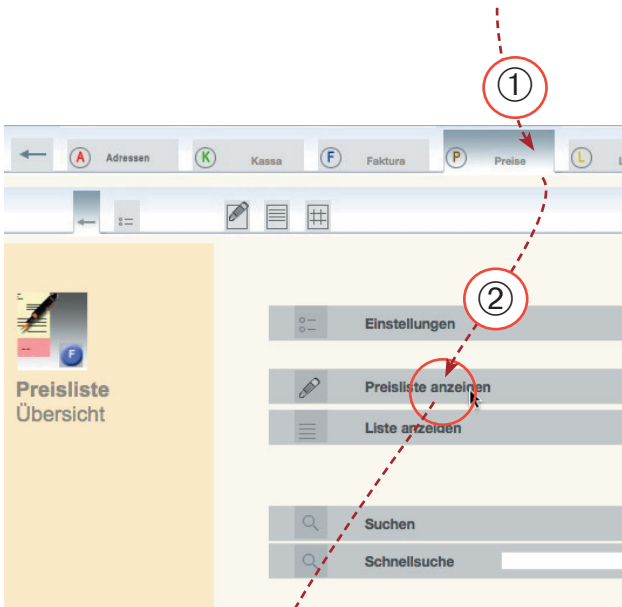 ①
A Adressen K Kassa F Faktura P Preise L
②
Einstellungen
F
Preisliste
Übersicht
Preisliste anzeigen
Liste anzeigen
Suchen
Schnellsuche